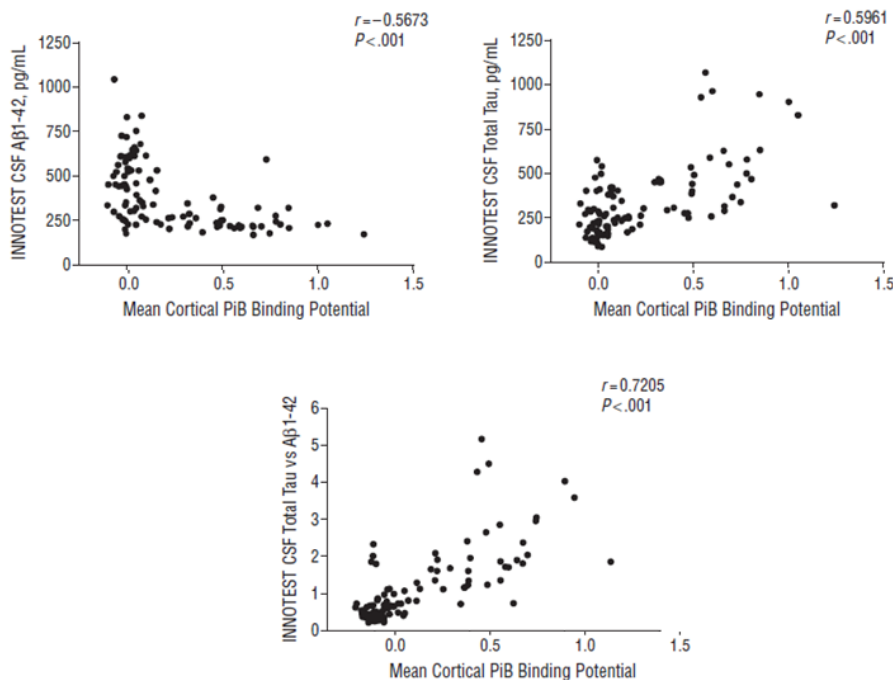 r=−0.5673
P<.001
INNOTEST CSF Aβ1-42, pg/mL
1250
1000
750
500
250
0
0.0 0.5 1.0 1.5
Mean Cortical PiB Binding Potential
r=0.5961
P<.001
INNOTEST CSF Total Tau, pg/mL
1250
1000
750
500
250
0
0.0 0.5 1.0 1.5
Mean Cortical PiB Binding Potential
r=0.7205
P<.001
INNOTEST CSF Total Tau vs Aβ1-42
6
5
4
3
2
1
0
0.0 0.5 1.0 1.5
Mean Cortical PiB Binding Potential